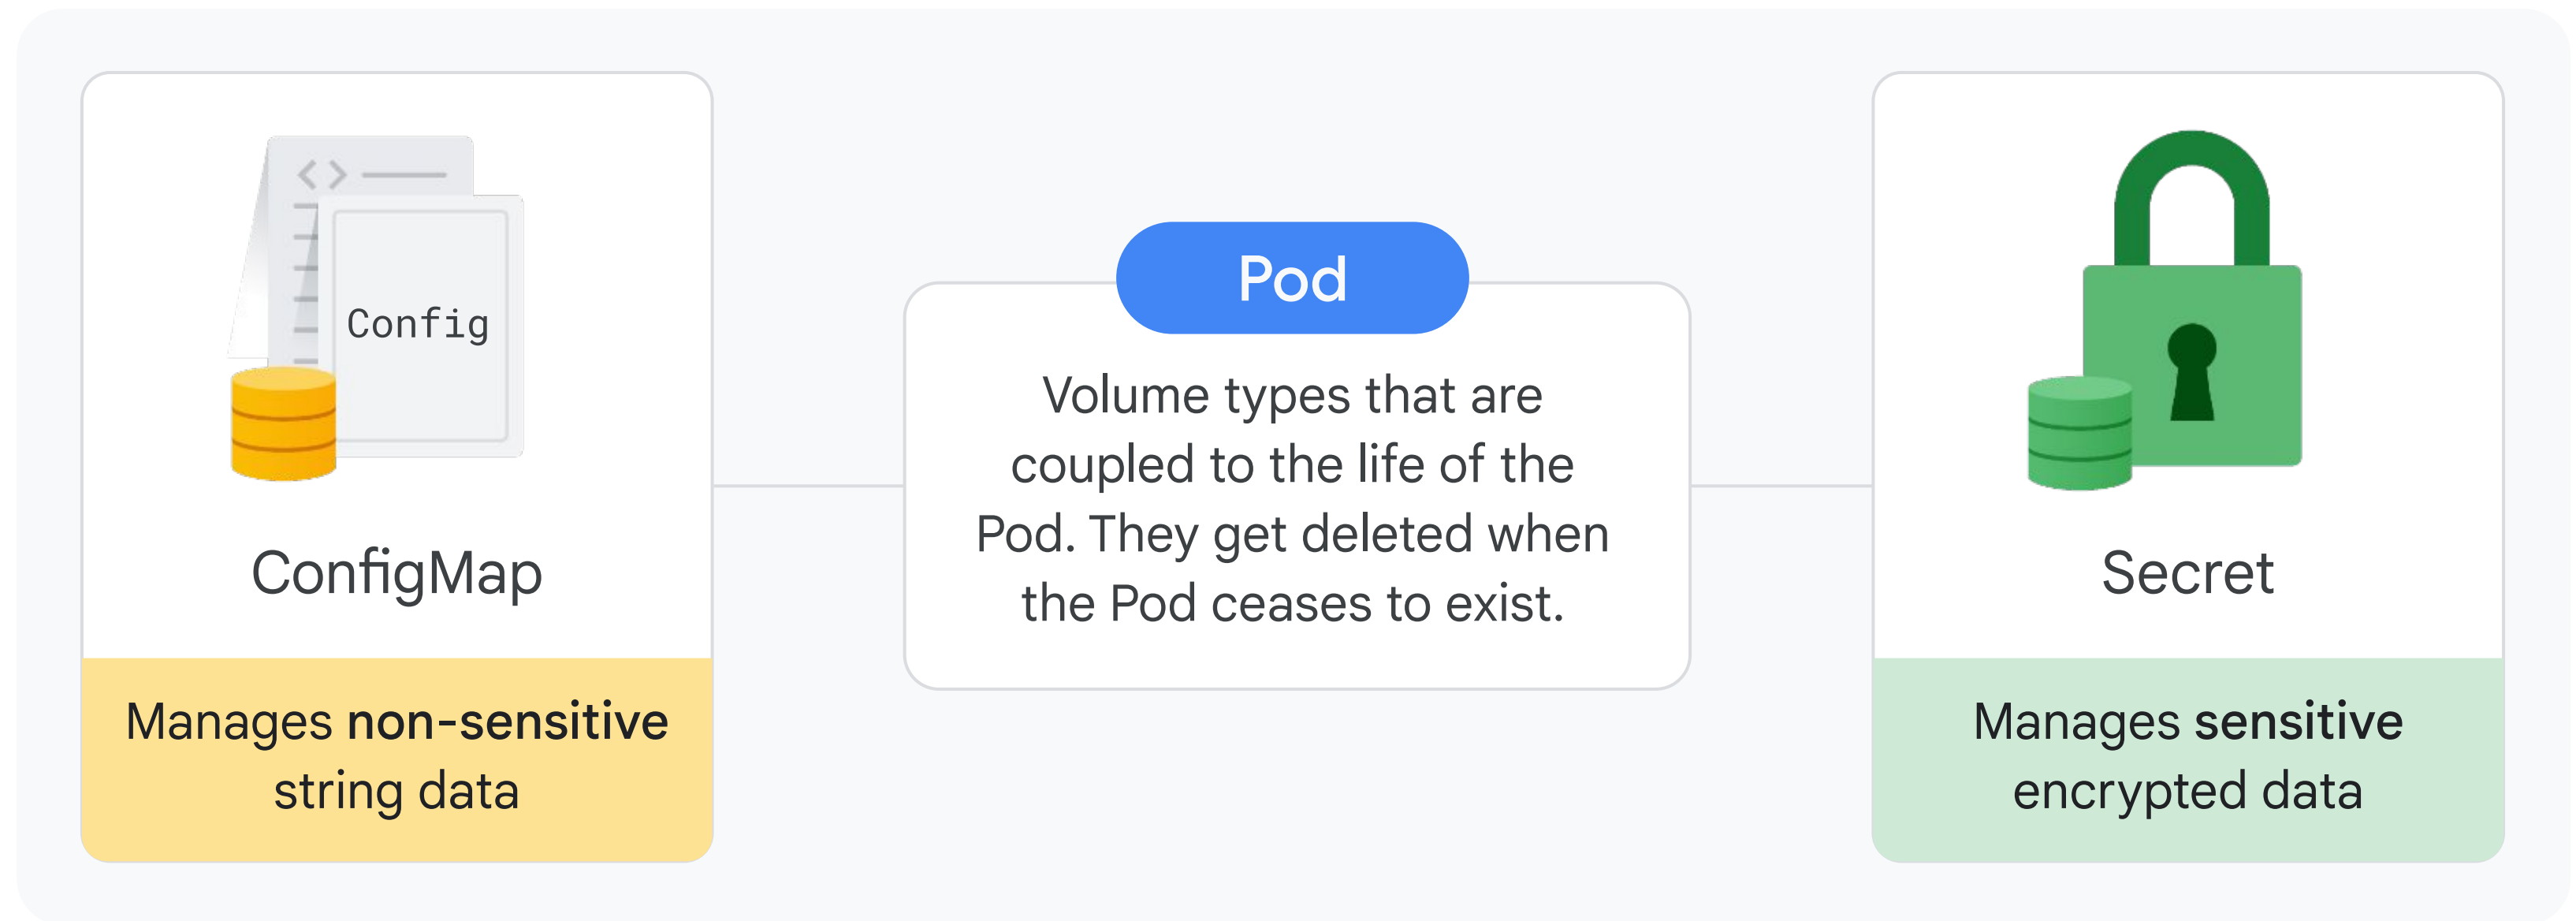 Config
ConfigMap
Manages non-sensitive
string data
Pod
Volume types that are
coupled to the life of the
Pod. They get deleted when
the Pod ceases to exist.
Secret
Manages sensitive
encrypted data